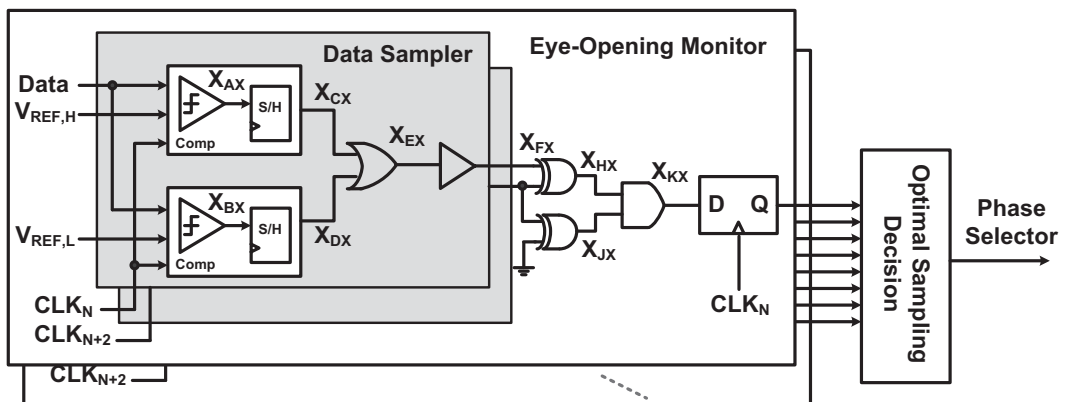 Eye-Opening Monitor
Data Sampler
Data
V_REF,H
X_AX
S/H
Comp
X_CX
X_EX
X_BX
S/H
Comp
X_DX
V_REF,L
CLK_N
CLK_N+2
CLK_N+2
X_FX
X_HX
X_JX
X_KX
D Q
CLK_N
Optimal Sampling
Decision
Phase
Selector